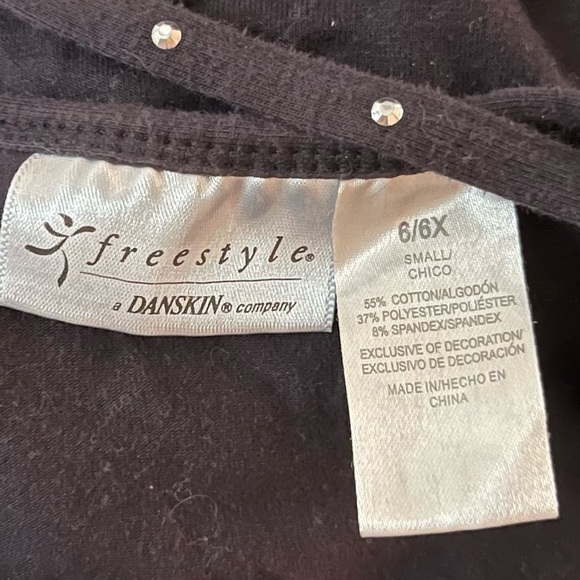 freestyle®
a DANSKIN® company
6/6X
SMALL/
CHICO
55% COTTON/ALGODÓN
37% POLYESTER/POLIÉSTER
8% SPANDEX/SPANDEX
EXCLUSIVE OF DECORATION/
EXCLUSIVO DE DECORACIÓN
MADE IN/HECHO EN
CHINA